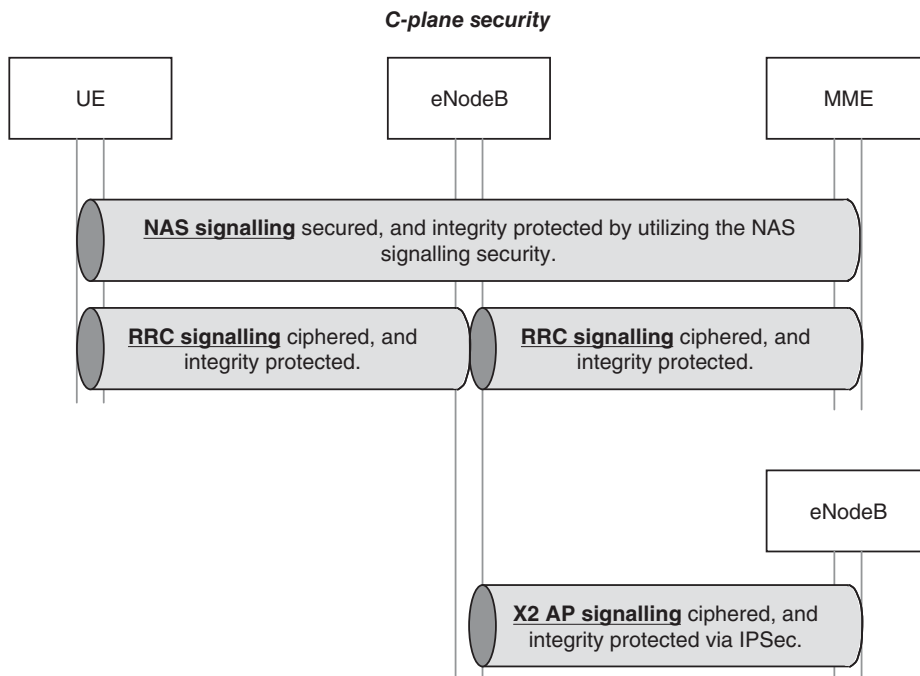 C-plane security
UE
eNodeB
MME
NAS signalling secured, and integrity protected by utilizing the NAS
signalling security.
RRC signalling ciphered, and
integrity protected.
RRC signalling ciphered, and
integrity protected.
eNodeB
X2 AP signalling ciphered, and
integrity protected via IPSec.